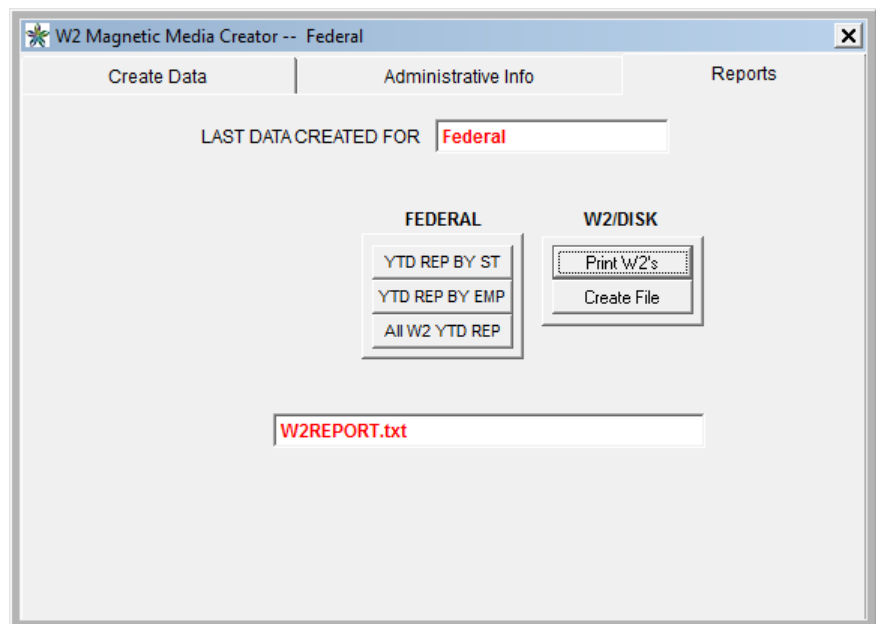 W2 Magnetic Media Creator -- Federal
Create Data Administrative Info Reports
LAST DATA CREATED FOR Federal
FEDERAL W2/DISK
YTD REP BY ST Print W2's
YTD REP BY EMP Create File
All W2 YTD REP
W2REPORT.txt